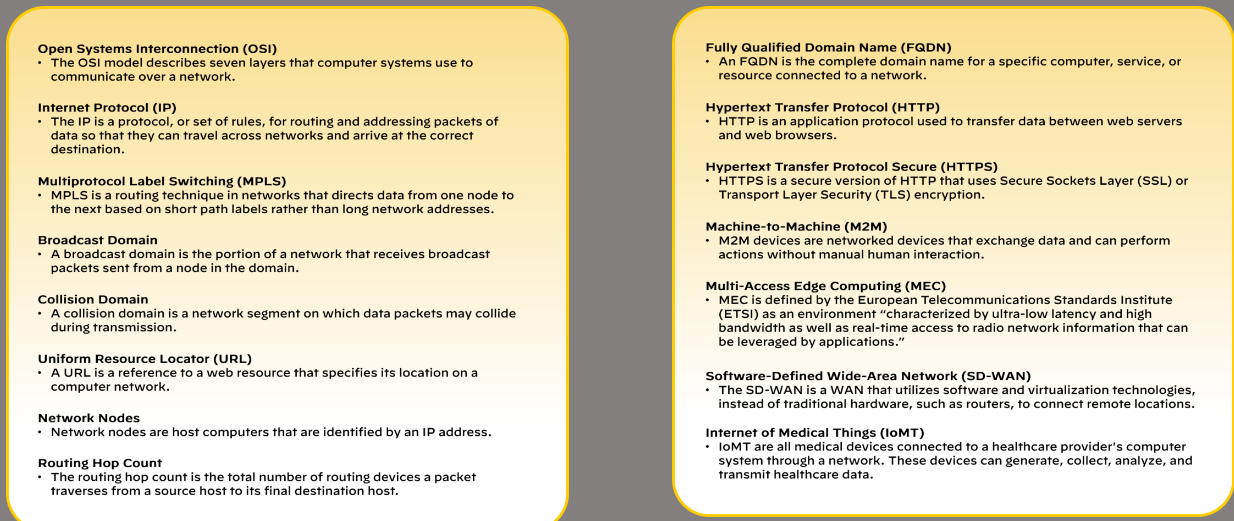 Open Systems Interconnection (OSI)
• The OSI model describes seven layers that computer systems use to
communicate over a network.
Internet Protocol (IP)
• The IP is a protocol, or set of rules, for routing and addressing packets of
data so that they can travel across networks and arrive at the correct
destination.
Multiprotocol Label Switching (MPLS)
• MPLS is a routing technique in networks that directs data from one node to
the next based on short path labels rather than long network addresses.
Broadcast Domain
• A broadcast domain is the portion of a network that receives broadcast
packets sent from a node in the domain.
Collision Domain
• A collision domain is a network segment on which data packets may collide
during transmission.
Uniform Resource Locator (URL)
• A URL is a reference to a web resource that specifies its location on a
computer network.
Network Nodes
• Network nodes are host computers that are identified by an IP address.
Routing Hop Count
• The routing hop count is the total number of routing devices a packet
traverses from a source host to its final destination host.
Fully Qualified Domain Name (FQDN)
• An FQDN is the complete domain name for a specific computer, service, or
resource connected to a network.
Hypertext Transfer Protocol (HTTP)
• HTTP is an application protocol used to transfer data between web servers
and web browsers.
Hypertext Transfer Protocol Secure (HTTPS)
• HTTPS is a secure version of HTTP that uses Secure Sockets Layer (SSL) or
Transport Layer Security (TLS) encryption.
Machine-to-Machine (M2M)
• M2M devices are networked devices that exchange data and can perform
actions without manual human interaction.
Multi-Access Edge Computing (MEC)
• MEC is defined by the European Telecommunications Standards Institute
(ETSI) as an environment “characterized by ultra-low latency and high
bandwidth as well as real-time access to radio network information that can
be leveraged by applications.”
Software-Defined Wide-Area Network (SD-WAN)
• The SD-WAN is a WAN that utilizes software and virtualization technologies,
instead of traditional hardware, such as routers, to connect remote locations.
Internet of Medical Things (IoMT)
• IoMT are all medical devices connected to a healthcare provider's computer
system through a network. These devices can generate, collect, analyze, and
transmit healthcare data.